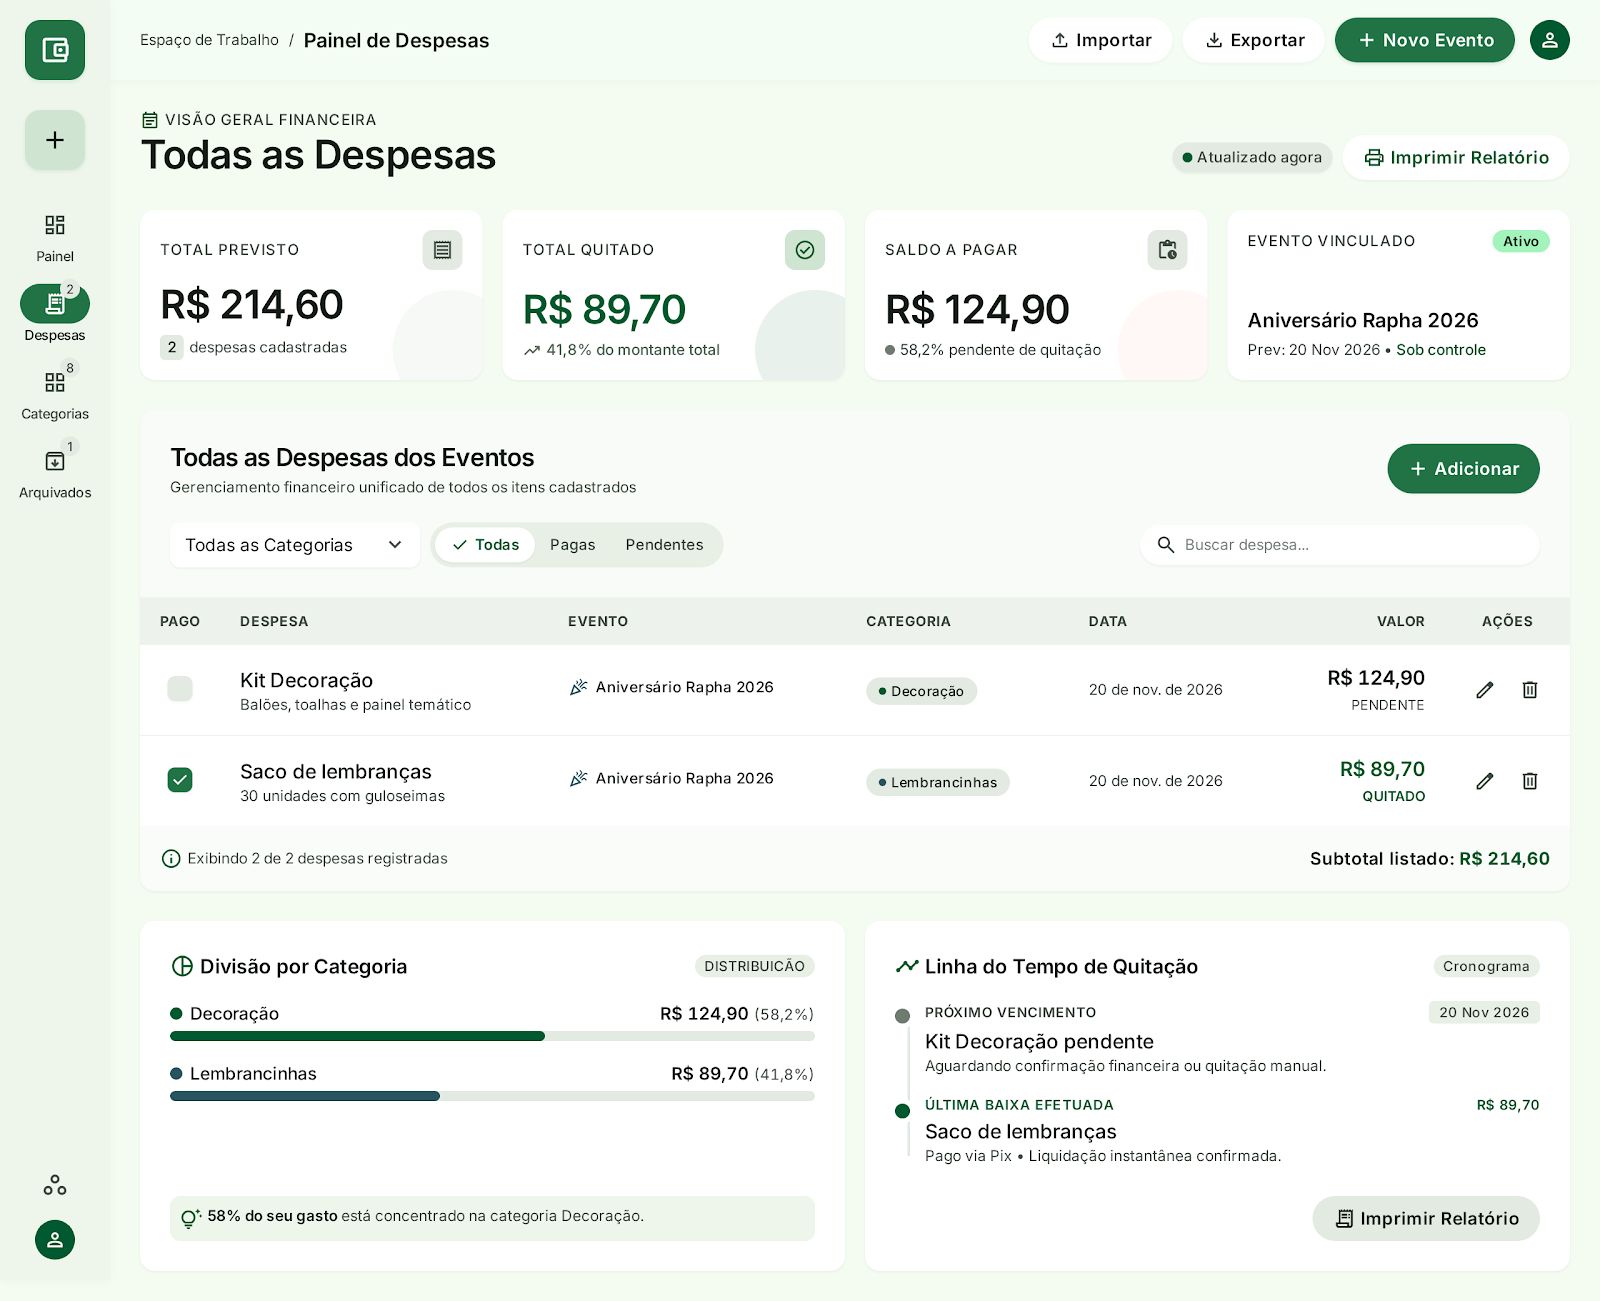 Espaço de Trabalho / Painel de Despesas
Importar
Exportar
+ Novo Evento
Painel
2
Despesas
8
Categorias
1
Arquivados
VISÃO GERAL FINANCEIRA
Todas as Despesas
Atualizado agora
Imprimir Relatório
TOTAL PREVISTO
R$ 214,60
2 despesas cadastradas
TOTAL QUITADO
R$ 89,70
41,8% do montante total
SALDO A PAGAR
R$ 124,90
58,2% pendente de quitação
EVENTO VINCULADO
Ativo
Aniversário Rapha 2026
Prev: 20 Nov 2026 • Sob controle
Todas as Despesas dos Eventos
Gerenciamento financeiro unificado de todos os itens cadastrados
+ Adicionar
Todas as Categorias
Todas
Pagas
Pendentes
Buscar despesa...
PAGO DESPESA EVENTO CATEGORIA DATA VALOR AÇÕES
Kit Decoração
Balões, toalhas e painel temático
Aniversário Rapha 2026
Decoração
20 de nov. de 2026
R$ 124,90
PENDENTE
Saco de lembranças
30 unidades com guloseimas
Aniversário Rapha 2026
Lembrancinhas
20 de nov. de 2026
R$ 89,70
QUITADO
Exibindo 2 de 2 despesas registradas
Subtotal listado: R$ 214,60
Divisão por Categoria
DISTRIBUICÃO
Decoração R$ 124,90 (58,2%)
Lembrancinhas R$ 89,70 (41,8%)
58% do seu gasto está concentrado na categoria Decoração.
Linha do Tempo de Quitação
Cronograma
PRÓXIMO VENCIMENTO
20 Nov 2026
Kit Decoração pendente
Aguardando confirmação financeira ou quitação manual.
ÚLTIMA BAIXA EFETUADA
R$ 89,70
Saco de lembranças
Pago via Pix • Liquidação instantânea confirmada.
Imprimir Relatório